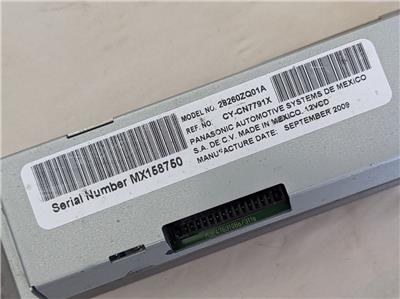 MODEL NO. 28260ZQ01A
REF. NO. CY-CN7791X
PANASONIC AUTOMOTIVE SYSTEMS DE MEXICO
S.A. DE C.V. MADE IN MEXICO. 12VCD
MANUFACTURE DATE: SEPTEMBER 2009
Serial Number MX158750